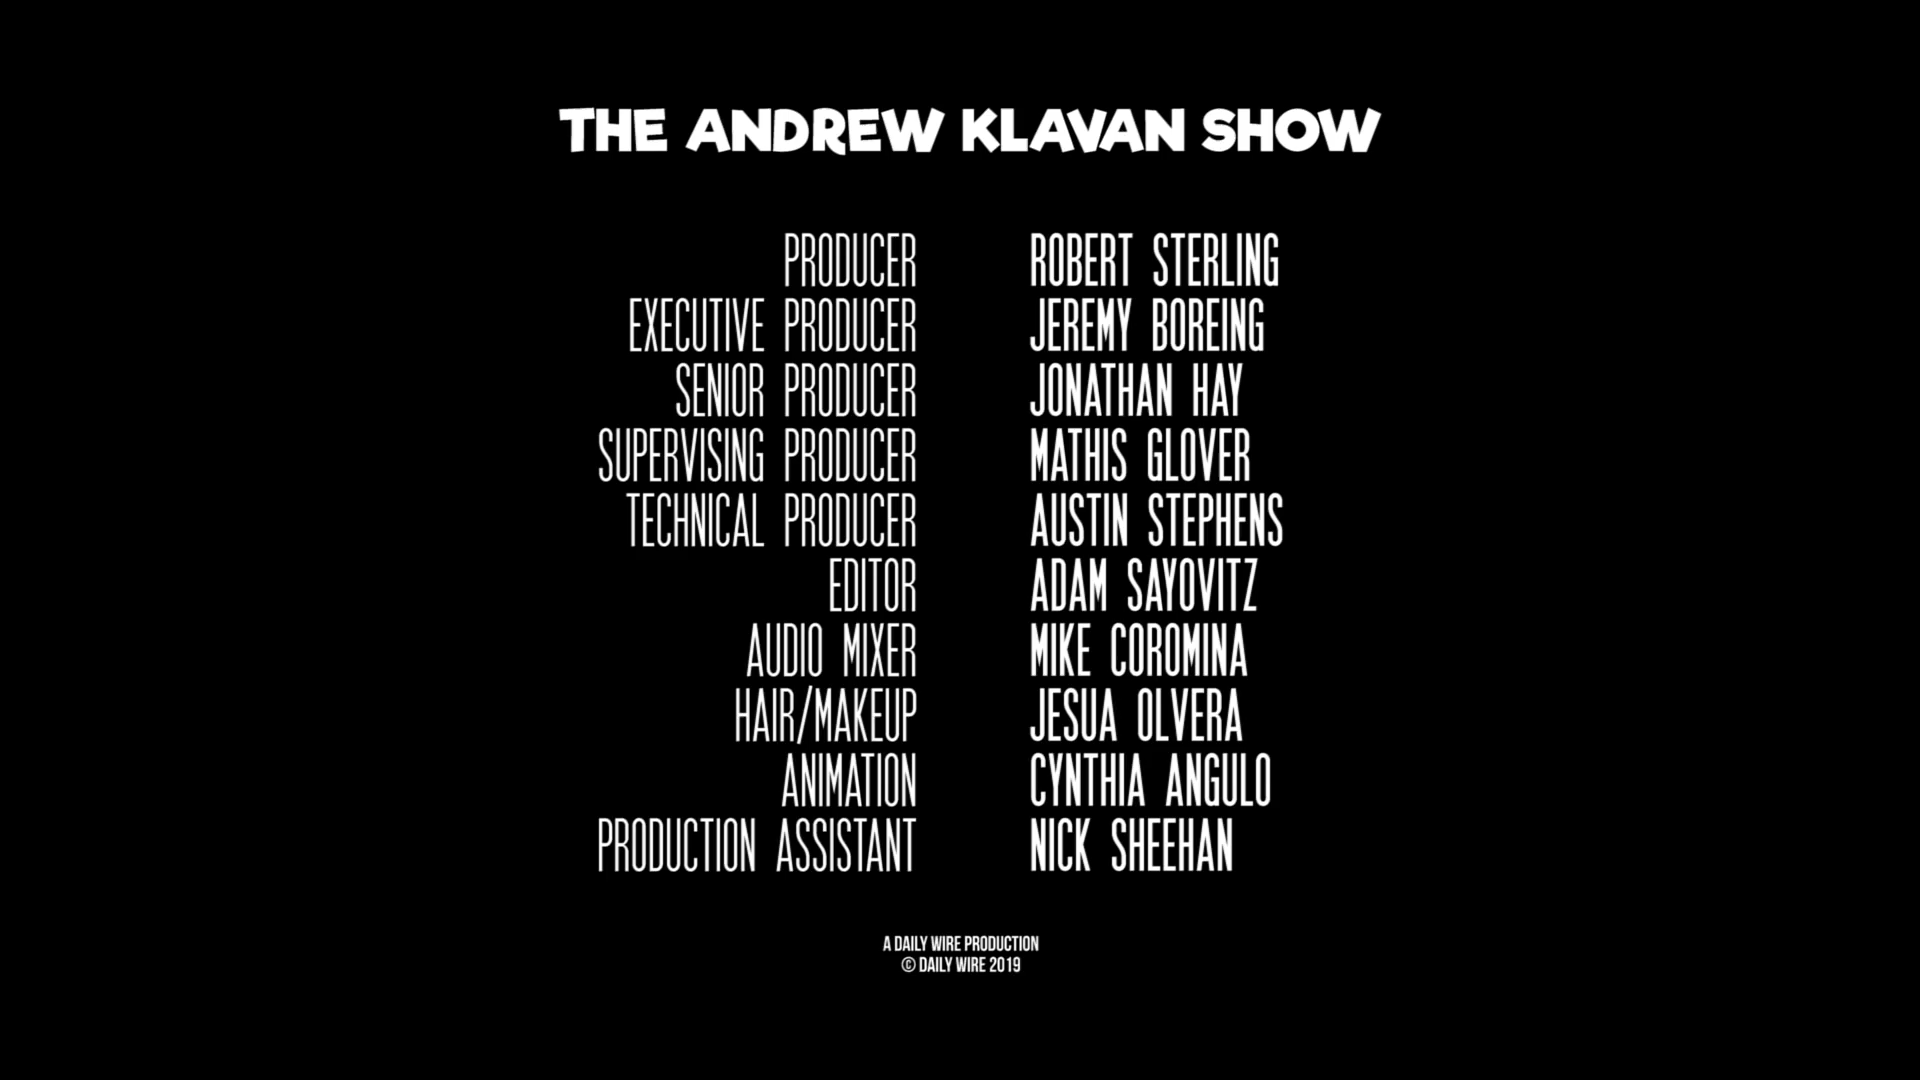 THE ANDREW KLAVAN SHOW
PRODUCER ROBERT STERLING
EXECUTIVE PRODUCER JEREMY BOREING
SENIOR PRODUCER JONATHAN HAY
SUPERVISING PRODUCER MATHIS GLOVER
TECHNICAL PRODUCER AUSTIN STEPHENS
EDITOR ADAM SAYOVITZ
AUDIO MIXER MIKE COROMINA
HAIR/MAKEUP JESUA OLVERA
ANIMATION CYNTHIA ANGULO
PRODUCTION ASSISTANT NICK SHEEHAN
A DAILY WIRE PRODUCTION
© DAILY WIRE 2019